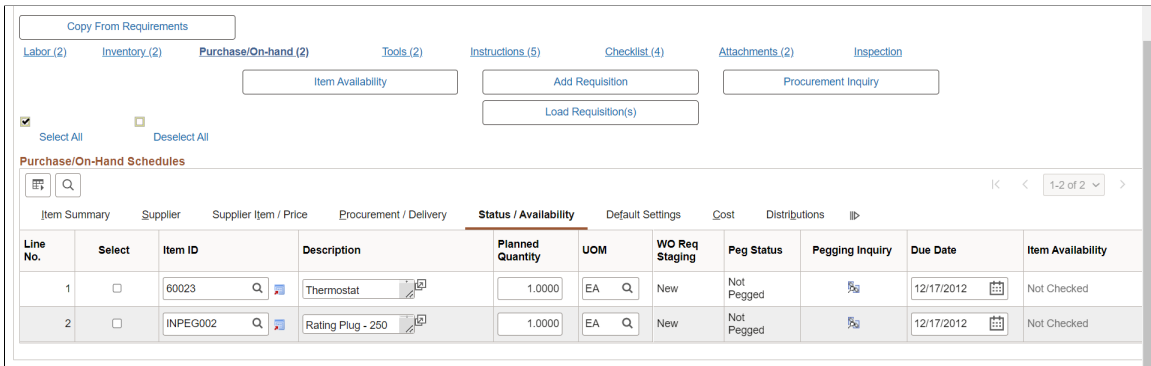 Copy From Requirements
Labor (2) Inventory (2) Purchase/On-hand (2) Tools (2) Instructions (5) Checklist (4) Attachments (2) Inspection
Item Availability Add Requisition Procurement Inquiry
Load Requisition(s)
Select All Deselect All
Purchase/On-Hand Schedules
1-2 of 2
Item Summary Supplier Supplier Item / Price Procurement / Delivery Status / Availability Default Settings Cost Distributions
Line No. Select Item ID Description Planned Quantity UOM WO Req Staging Peg Status Pegging Inquiry Due Date Item Availability
1 60023 Thermostat 1.0000 EA New Not Pegged 12/17/2012 Not Checked
2 INPEG002 Rating Plug - 250 1.0000 EA New Not Pegged 12/17/2012 Not Checked